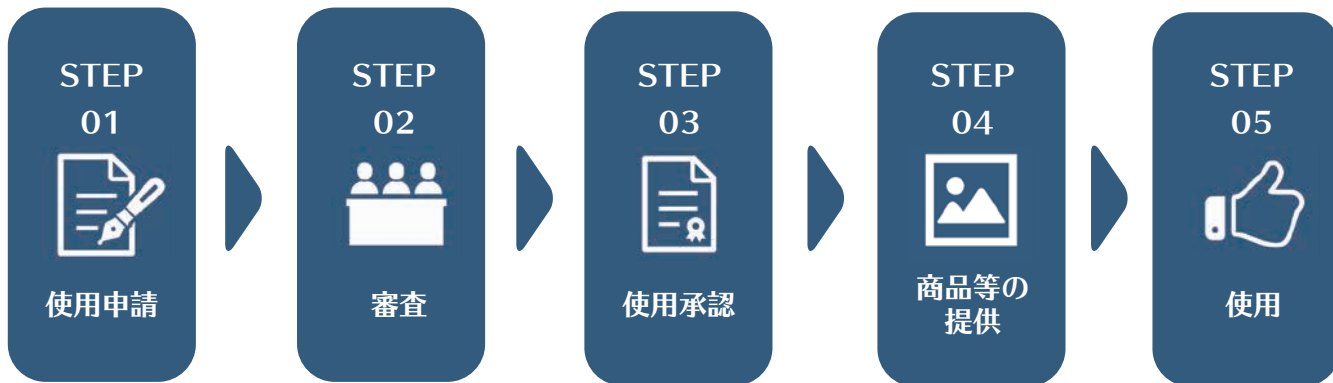 STEP
01
使用申請
STEP
02
審査
STEP
03
使用承認
STEP
04
商品等の
提供
STEP
05
使用